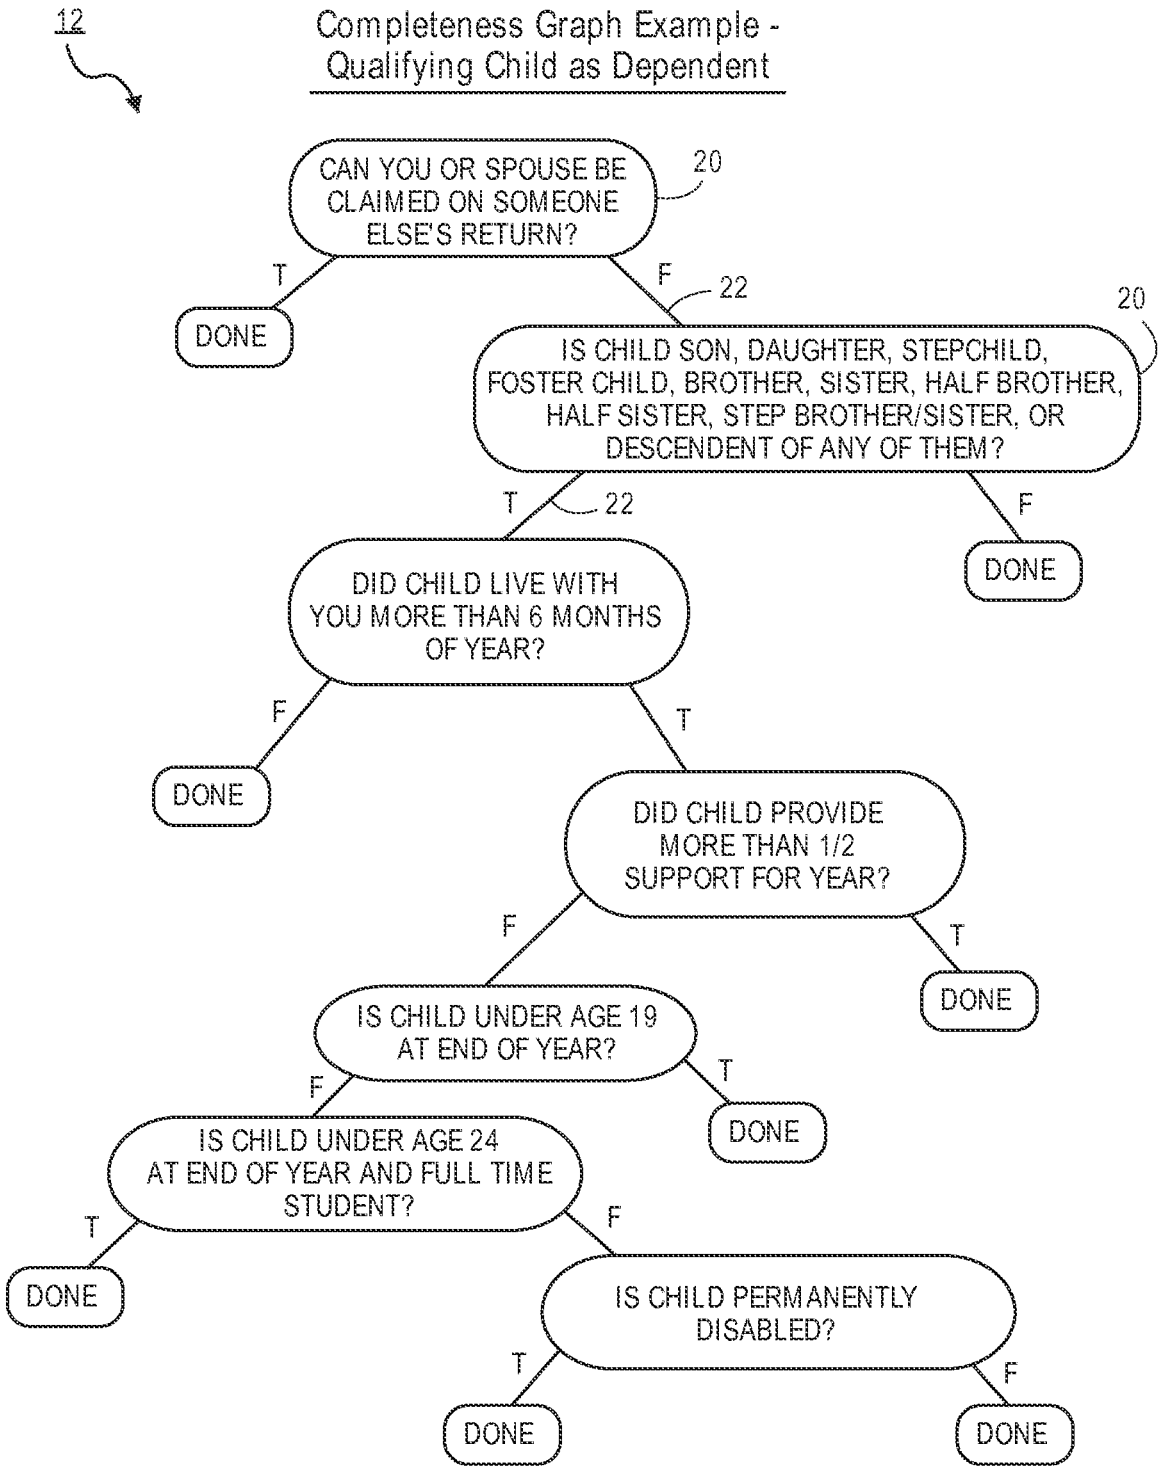 12
Completeness Graph Example -
Qualifying Child as Dependent
CAN YOU OR SPOUSE BE
CLAIMED ON SOMEONE
ELSE'S RETURN?
20
T
F
22
DONE
20
IS CHILD SON, DAUGHTER, STEPCHILD,
FOSTER CHILD, BROTHER, SISTER, HALF BROTHER,
HALF SISTER, STEP BROTHER/SISTER, OR
DESCENDENT OF ANY OF THEM?
T
22
F
DONE
DID CHILD LIVE WITH
YOU MORE THAN 6 MONTHS
OF YEAR?
F
T
DONE
DID CHILD PROVIDE
MORE THAN 1/2
SUPPORT FOR YEAR?
F
T
DONE
IS CHILD UNDER AGE 19
AT END OF YEAR?
F
T
DONE
IS CHILD UNDER AGE 24
AT END OF YEAR AND FULL TIME
STUDENT?
T
F
DONE
IS CHILD PERMANENTLY
DISABLED?
T
F
DONE
DONE